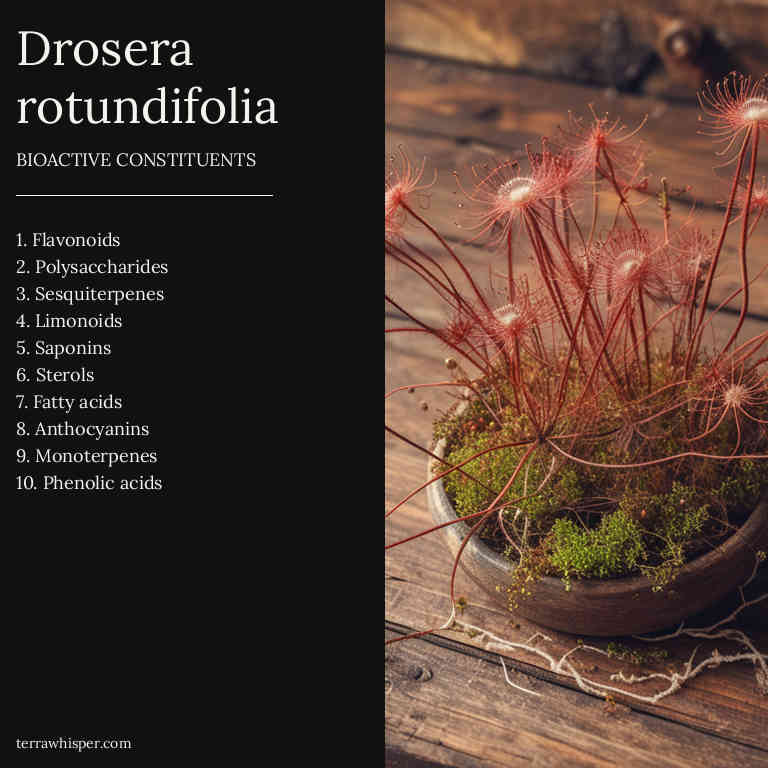 Drosera
rotundifolia
BIOACTIVE CONSTITUENTS
1. Flavonoids
2. Polysaccharides
3. Sesquiterpenes
4. Limonoids
5. Saponins
6. Sterols
7. Fatty acids
8. Anthocyanins
9. Monoterpenes
10. Phenolic acids
terrawhisper.com